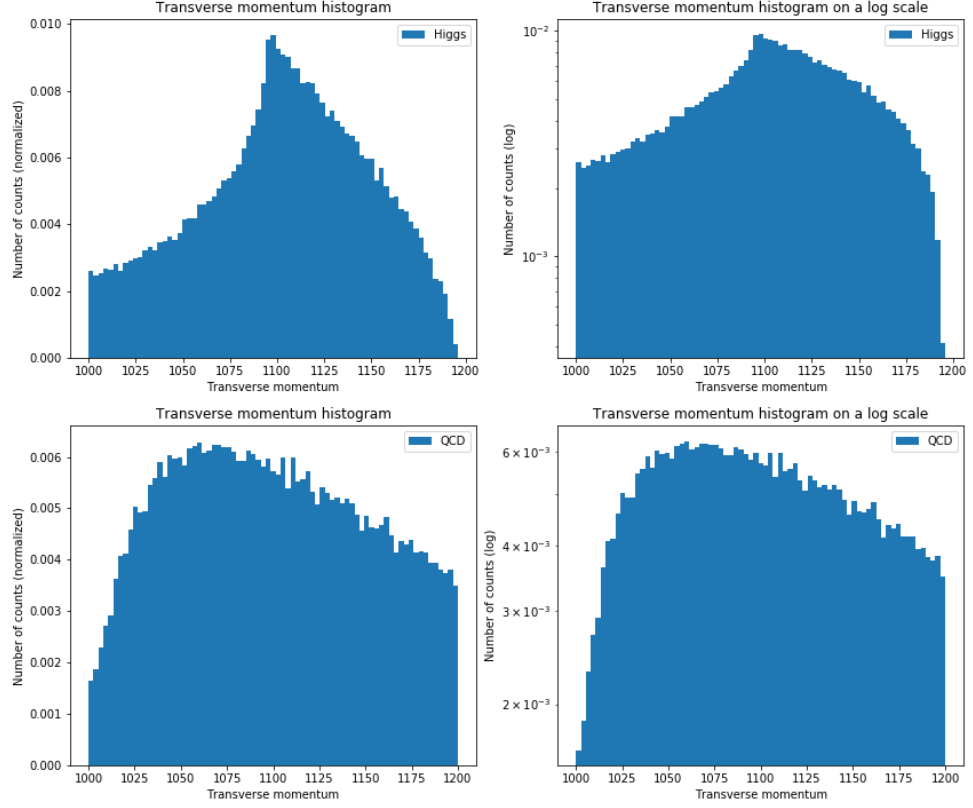 Transverse momentum histogram
Number of counts (normalized)
0.010
0.008
0.006
0.004
0.002
0.000
Higgs
1000 1025 1050 1075 1100 1125 1150 1175 1200
Transverse momentum
Transverse momentum histogram on a log scale
Number of counts (log)
10⁻²
10⁻³
Higgs
1000 1025 1050 1075 1100 1125 1150 1175 1200
Transverse momentum
Transverse momentum histogram
Number of counts (normalized)
0.006
0.005
0.004
0.003
0.002
0.001
0.000
QCD
1000 1025 1050 1075 1100 1125 1150 1175 1200
Transverse momentum
Transverse momentum histogram on a log scale
Number of counts (log)
6 × 10⁻³
4 × 10⁻³
3 × 10⁻³
2 × 10⁻³
QCD
1000 1025 1050 1075 1100 1125 1150 1175 1200
Transverse momentum